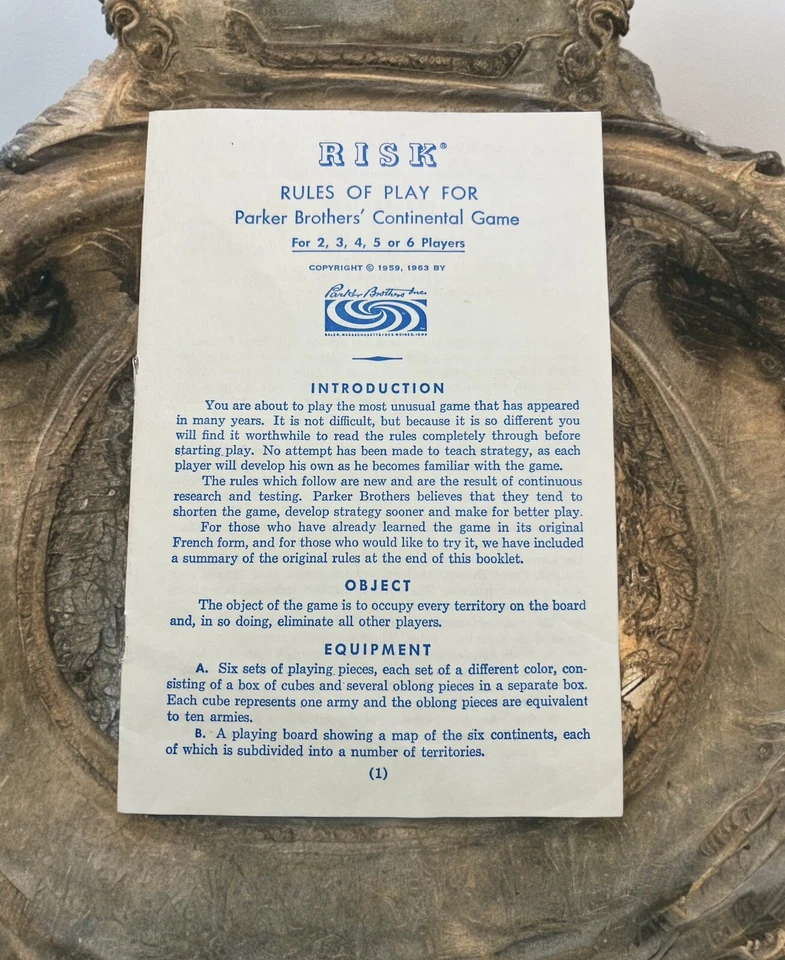 RISK®
RULES OF PLAY FOR
Parker Brothers' Continental Game
For 2, 3, 4, 5 or 6 Players
COPYRIGHT © 1959, 1963 BY
Parker Brothers Inc.
SALEM, MASSACHUSETTS / DES MOINES, IOWA
INTRODUCTION
You are about to play the most unusual game that has appeared
in many years. It is not difficult, but because it is so different you
will find it worthwhile to read the rules completely through before
starting play. No attempt has been made to teach strategy, as each
player will develop his own as he becomes familiar with the game.
The rules which follow are new and are the result of continuous
research and testing. Parker Brothers believes that they tend to
shorten the game, develop strategy sooner and make for better play.
For those who have already learned the game in its original
French form, and for those who would like to try it, we have included
a summary of the original rules at the end of this booklet.
OBJECT
The object of the game is to occupy every territory on the board
and, in so doing, eliminate all other players.
EQUIPMENT
A. Six sets of playing pieces, each set of a different color, con-
sisting of a box of cubes and several oblong pieces in a separate box.
Each cube represents one army and the oblong pieces are equivalent
to ten armies.
B. A playing board showing a map of the six continents, each
of which is subdivided into a number of territories.
(1)